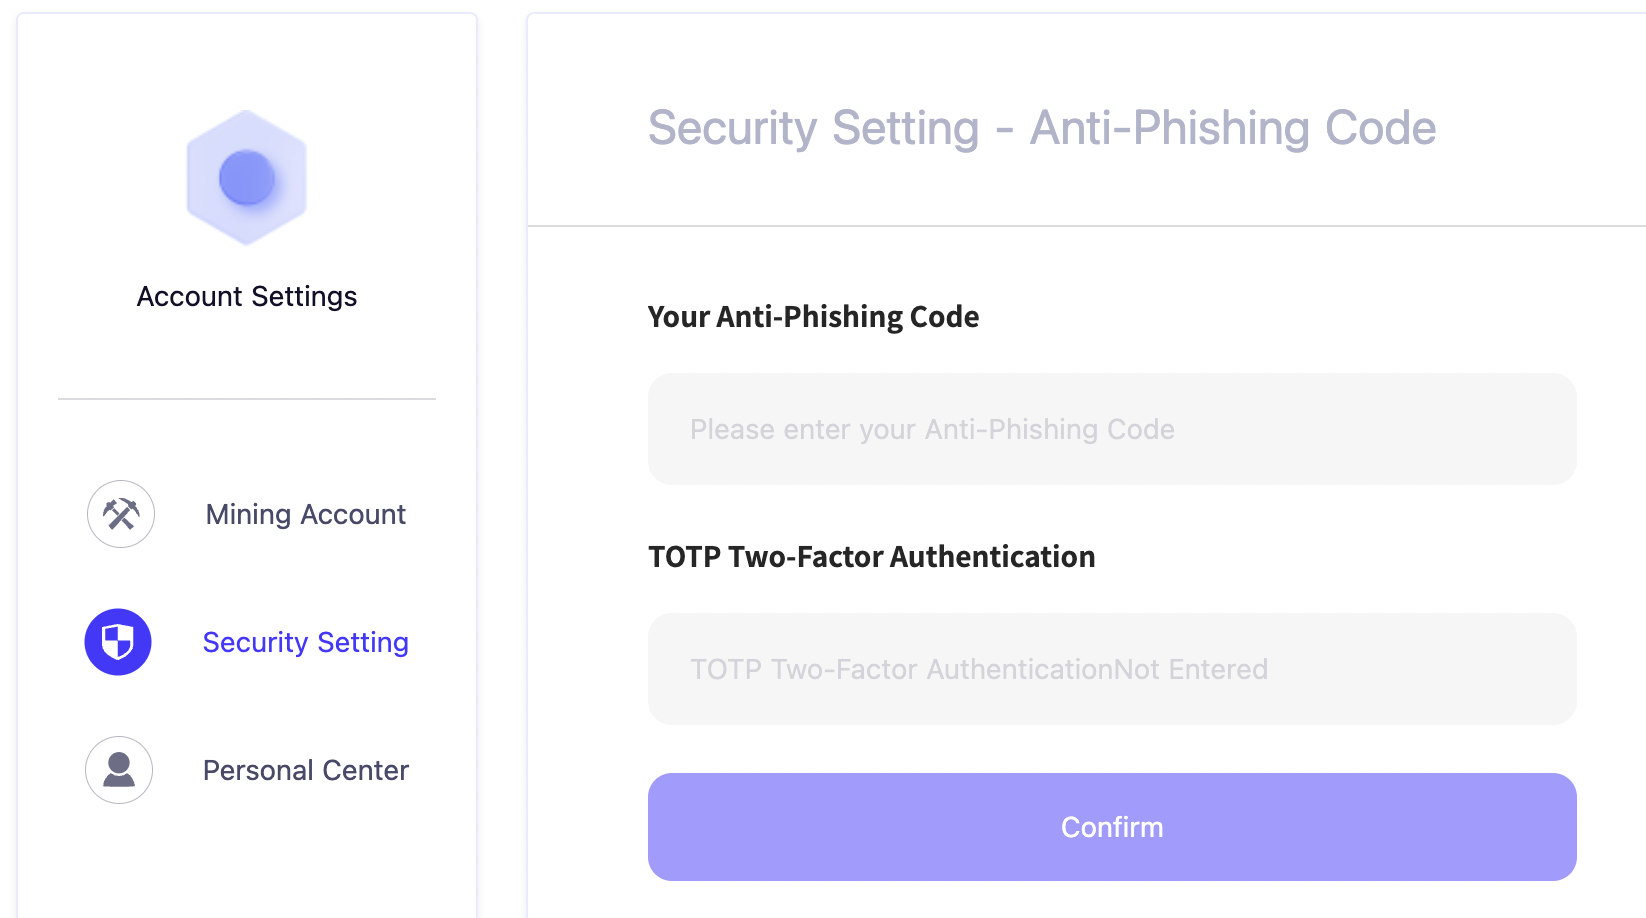 Account Settings
Mining Account
Security Setting
Personal Center
Security Setting - Anti-Phishing Code
Your Anti-Phishing Code
Please enter your Anti-Phishing Code
TOTP Two-Factor Authentication
TOTP Two-Factor AuthenticationNot Entered
Confirm